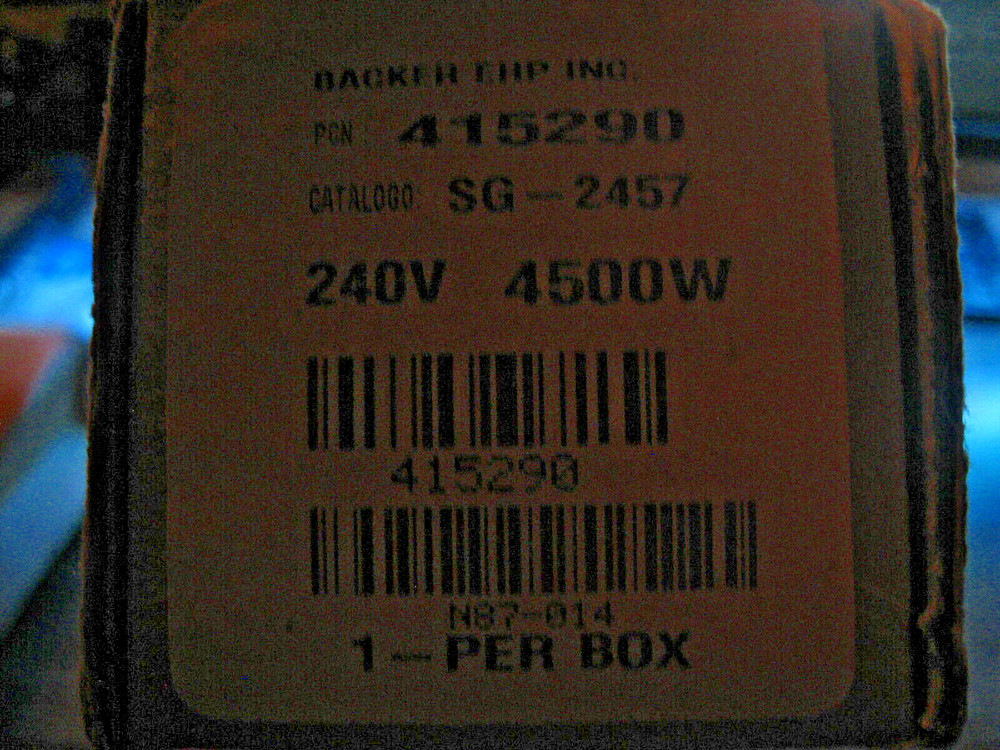 BACKER EHP INC.
PCN: 415290
CATALOGO: SG-2457
240V 4500W
415290
N87-014
1-PER BOX